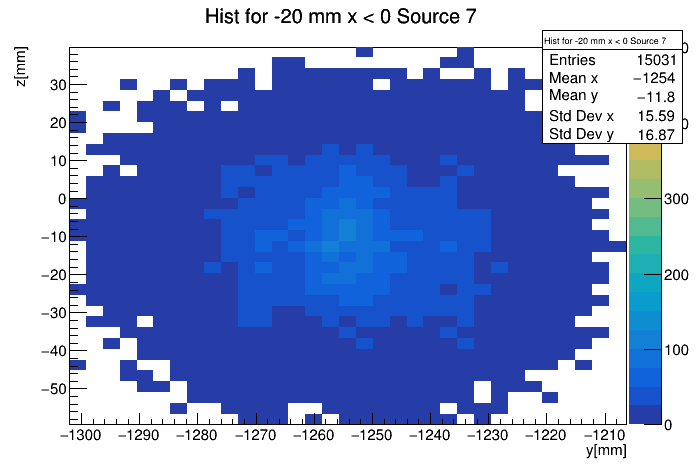 Hist for -20 mm x < 0 Source 7
z[mm]
Hist for -20 mm x < 0 Source 7
Entries 15031
Mean x −1254
Mean y −11.8
Std Dev x 15.59
Std Dev y 16.87
30
20
10
0
−10
−20
−30
−40
−50
−1300 −1290 −1280 −1270 −1260 −1250 −1240 −1230 −1220 −1210
y[mm]
300
200
100
0